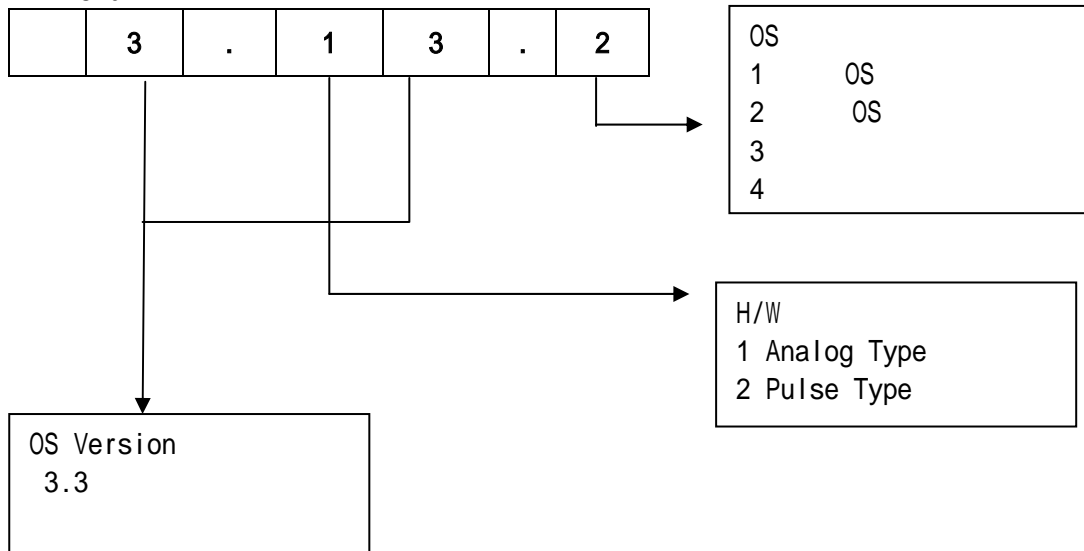 3 . 1 3 . 2
OS
1 OS
2 OS
3
4
H/W
1 Analog Type
2 Pulse Type
OS Version
3.3